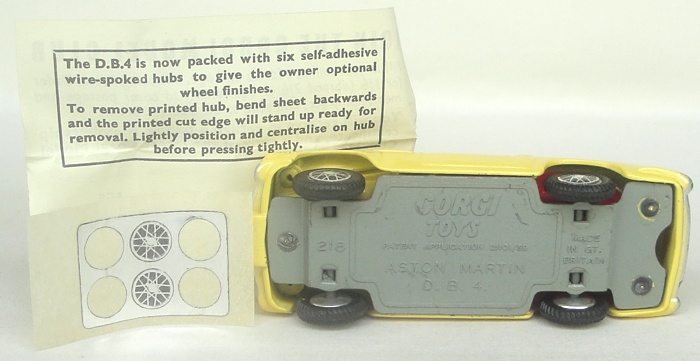 The D.B.4 is now packed with six self-adhesive
wire-spoked hubs to give the owner optional
wheel finishes.
To remove printed hub, bend sheet backwards
and the printed cut edge will stand up ready for
removal. Lightly position and centralise on hub
before pressing tightly.
CORGI
TOYS
218
PATENT APPLICATION
MADE
IN GT.
BRITAIN
ASTON MARTIN
D.B.4.